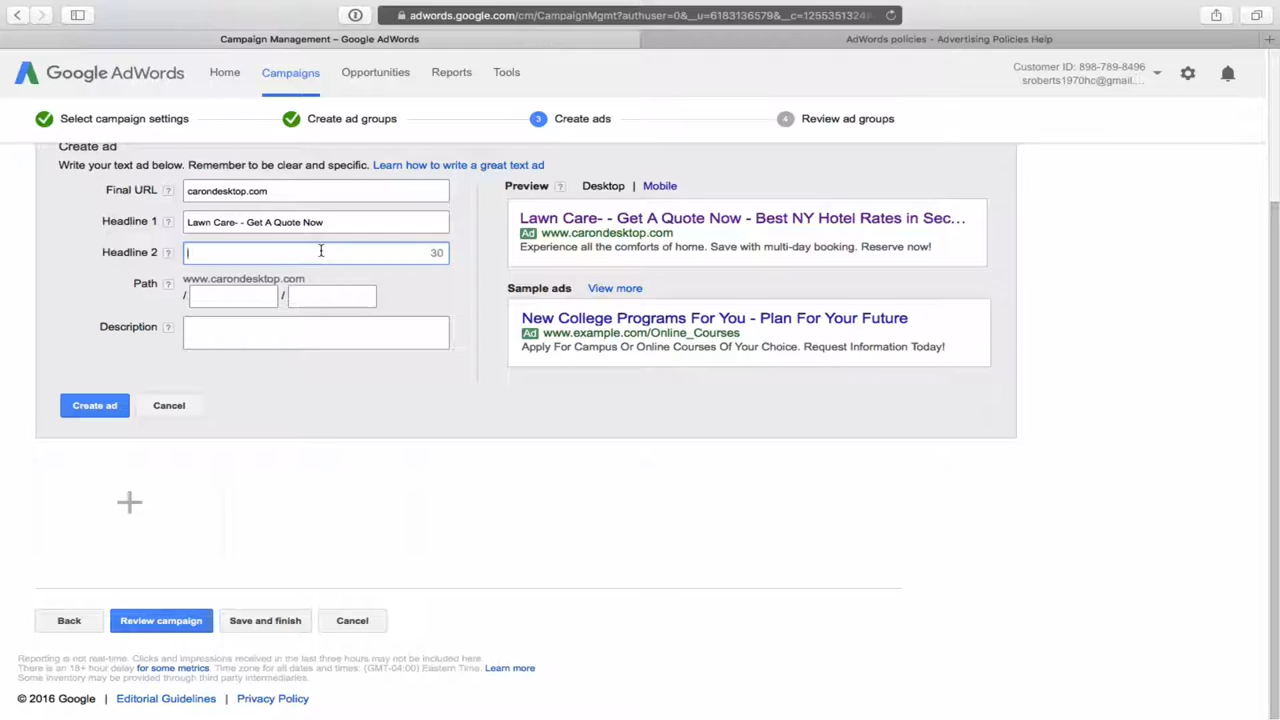 adwords.google.com/cm/CampaignMgmt?authuser=0&__u=6183136579&__c=1255351324
Campaign Management – Google AdWords
AdWords policies - Advertising Policies Help
Google AdWords
Home
Campaigns
Opportunities
Reports
Tools
Customer ID: 898-789-8496
sroberts1970hc@gmail....
Select campaign settings
Create ad groups
3 Create ads
4 Review ad groups
Create ad
Write your text ad below. Remember to be clear and specific. Learn how to write a great text ad
Final URL ? carondesktop.com
Headline 1 ? Lawn Care- - Get A Quote Now
Headline 2 ? 30
Path ? www.carondesktop.com
/ /
Description ?
Create ad
Cancel
Preview ? Desktop | Mobile
Lawn Care- - Get A Quote Now - Best NY Hotel Rates in Sec...
Ad www.carondesktop.com
Experience all the comforts of home. Save with multi-day booking. Reserve now!
Sample ads View more
New College Programs For You - Plan For Your Future
Ad www.example.com/Online_Courses
Apply For Campus Or Online Courses Of Your Choice. Request Information Today!
Back
Review campaign
Save and finish
Cancel
Reporting is not real-time. Clicks and impressions received in the last three hours may not be included here.
There is an 18+ hour delay for some metrics. Time zone for all dates and times: (GMT-04:00) Eastern Time. Learn more
Some inventory may be provided through third party intermediaries.
© 2016 Google | Editorial Guidelines | Privacy Policy